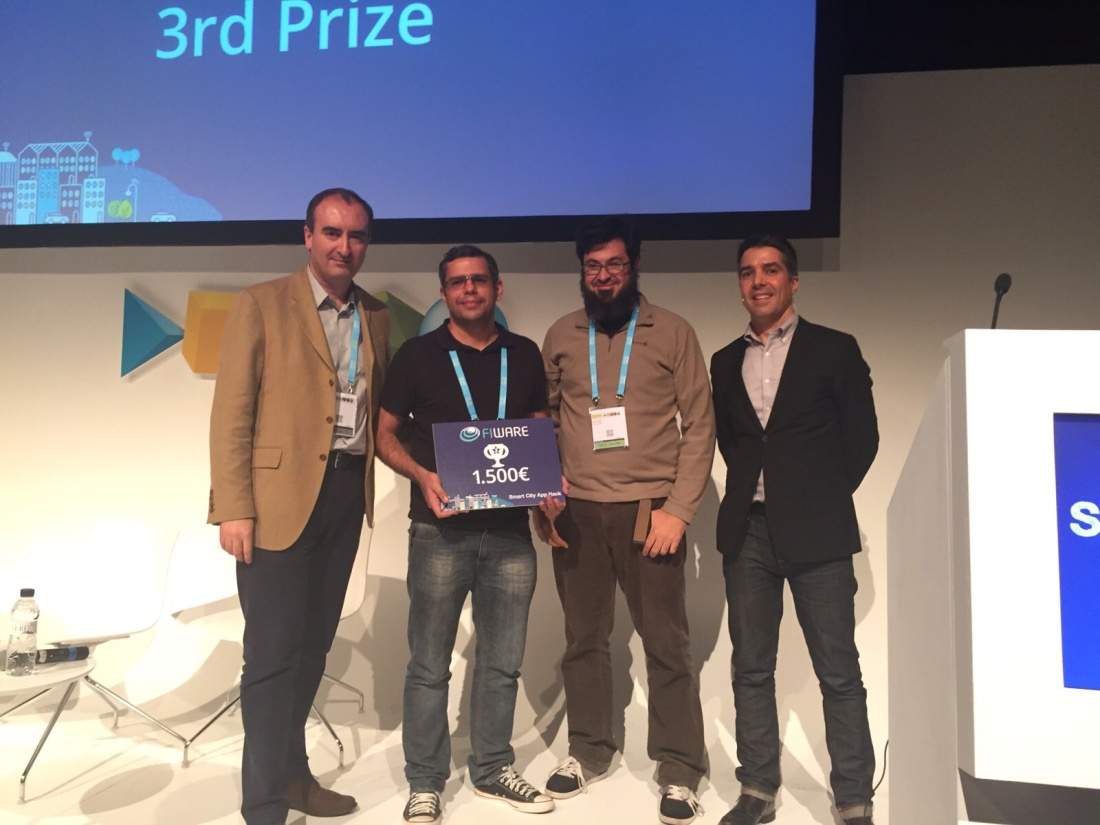 3rd Prize
FIWARE
1.500€
Smart City App Hack
S